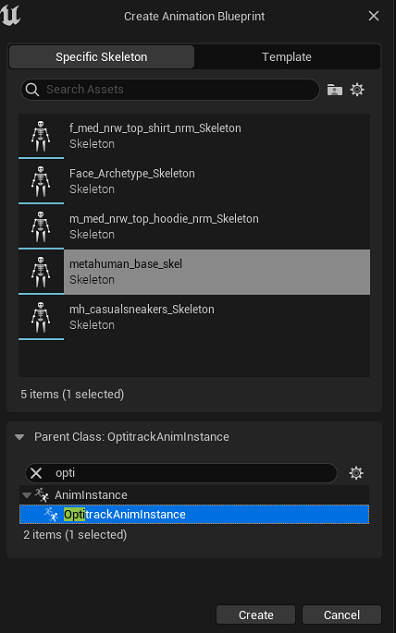 Create Animation Blueprint
Specific Skeleton
Template
Search Assets
f_med_nrw_top_shirt_nrm_Skeleton
Skeleton
Face_Archetype_Skeleton
Skeleton
m_med_nrw_top_hoodie_nrm_Skeleton
Skeleton
metahuman_base_skel
Skeleton
mh_casualsneakers_Skeleton
Skeleton
5 items (1 selected)
Parent Class: OptitrackAnimInstance
opti
AnimInstance
OptitrackAnimInstance
2 items (1 selected)
Create
Cancel